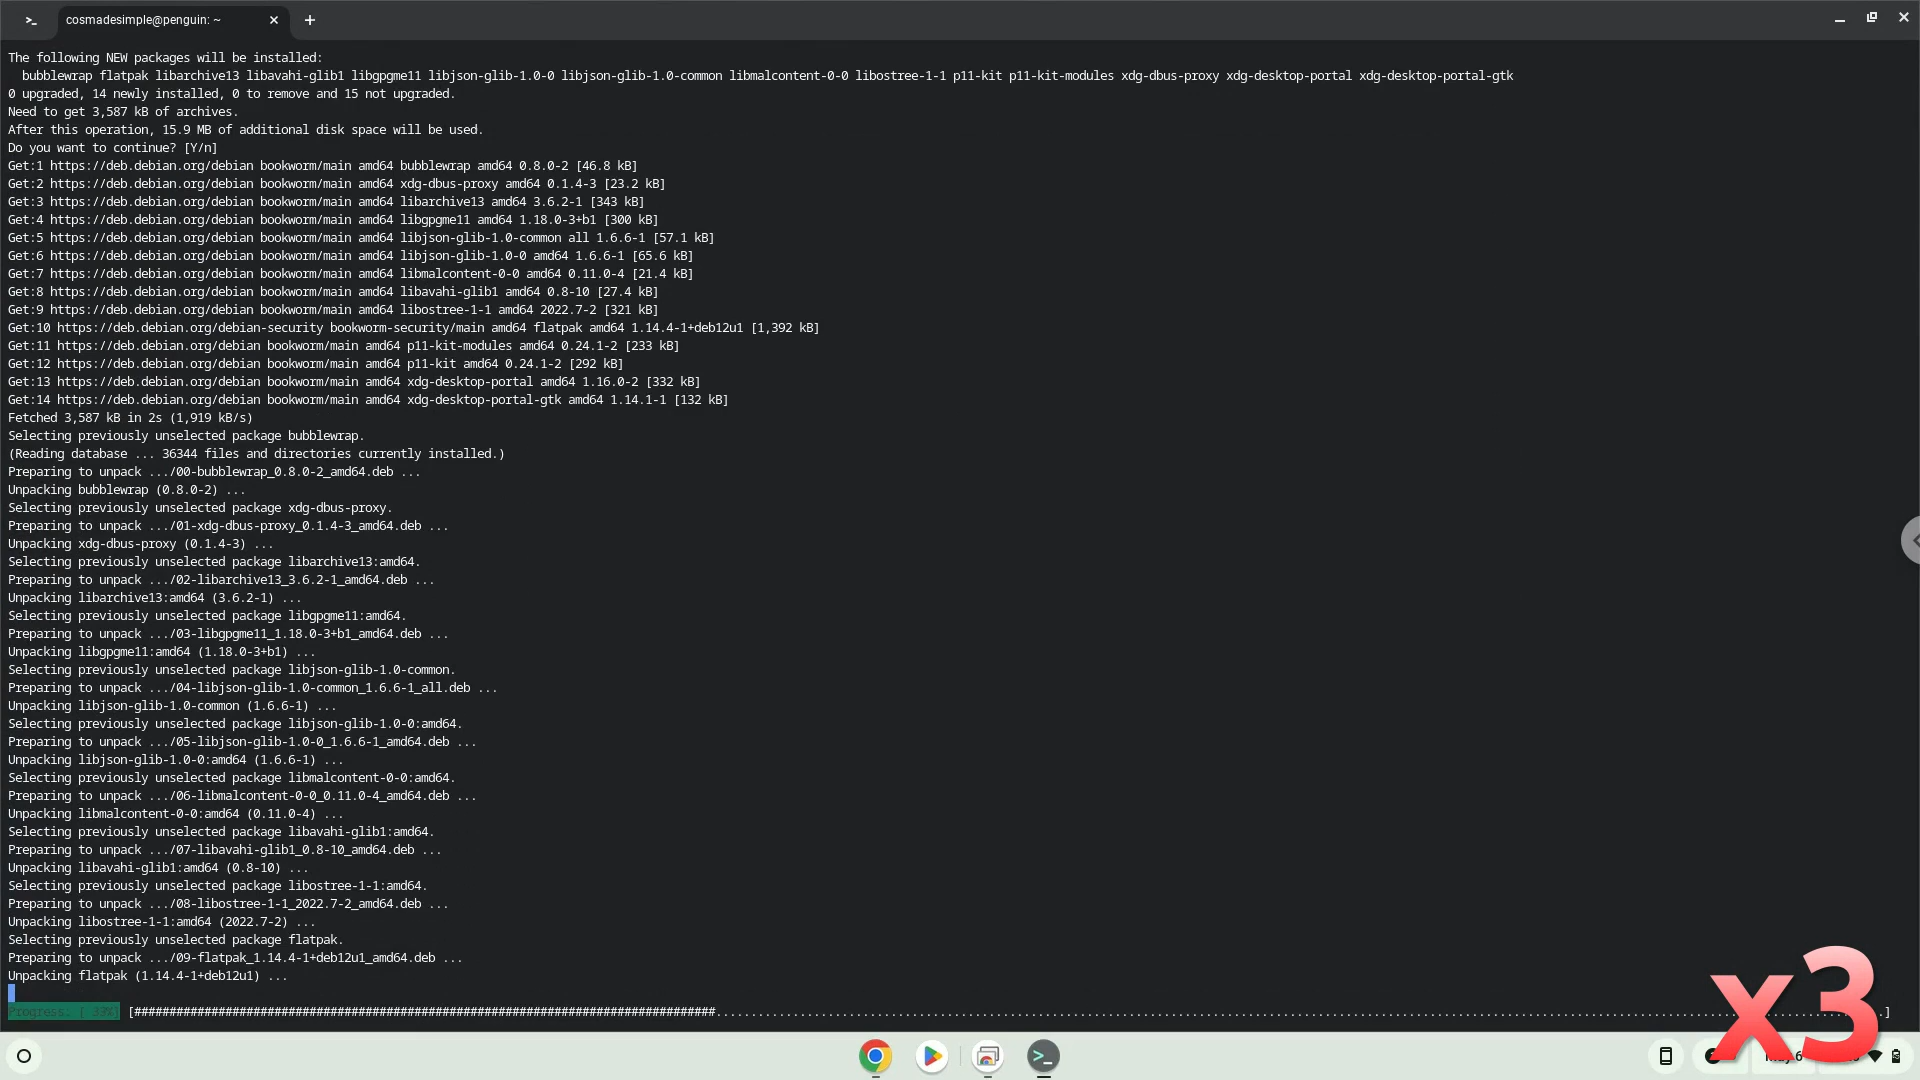 cosmadesimple@penguin: ~
The following NEW packages will be installed:
bubblewrap flatpak libarchive13 libavahi-glib1 libgpgme11 libjson-glib-1.0-0 libjson-glib-1.0-common libmalcontent-0-0 libostree-1-1 p11-kit p11-kit-modules xdg-dbus-proxy xdg-desktop-portal xdg-desktop-portal-gtk
0 upgraded, 14 newly installed, 0 to remove and 15 not upgraded.
Need to get 3,587 kB of archives.
After this operation, 15.9 MB of additional disk space will be used.
Do you want to continue? [Y/n]
Get:1 https://deb.debian.org/debian bookworm/main amd64 bubblewrap amd64 0.8.0-2 [46.8 kB]
Get:2 https://deb.debian.org/debian bookworm/main amd64 xdg-dbus-proxy amd64 0.1.4-3 [23.2 kB]
Get:3 https://deb.debian.org/debian bookworm/main amd64 libarchive13 amd64 3.6.2-1 [343 kB]
Get:4 https://deb.debian.org/debian bookworm/main amd64 libgpgme11 amd64 1.18.0-3+b1 [300 kB]
Get:5 https://deb.debian.org/debian bookworm/main amd64 libjson-glib-1.0-common all 1.6.6-1 [57.1 kB]
Get:6 https://deb.debian.org/debian bookworm/main amd64 libjson-glib-1.0-0 amd64 1.6.6-1 [65.6 kB]
Get:7 https://deb.debian.org/debian bookworm/main amd64 libmalcontent-0-0 amd64 0.11.0-4 [21.4 kB]
Get:8 https://deb.debian.org/debian bookworm/main amd64 libavahi-glib1 amd64 0.8-10 [27.4 kB]
Get:9 https://deb.debian.org/debian bookworm/main amd64 libostree-1-1 amd64 2022.7-2 [321 kB]
Get:10 https://deb.debian.org/debian-security bookworm-security/main amd64 flatpak amd64 1.14.4-1+deb12u1 [1,392 kB]
Get:11 https://deb.debian.org/debian bookworm/main amd64 p11-kit-modules amd64 0.24.1-2 [233 kB]
Get:12 https://deb.debian.org/debian bookworm/main amd64 p11-kit amd64 0.24.1-2 [292 kB]
Get:13 https://deb.debian.org/debian bookworm/main amd64 xdg-desktop-portal amd64 1.16.0-2 [332 kB]
Get:14 https://deb.debian.org/debian bookworm/main amd64 xdg-desktop-portal-gtk amd64 1.14.1-1 [132 kB]
Fetched 3,587 kB in 2s (1,919 kB/s)
Selecting previously unselected package bubblewrap.
(Reading database ... 36344 files and directories currently installed.)
Preparing to unpack .../00-bubblewrap_0.8.0-2_amd64.deb ...
Unpacking bubblewrap (0.8.0-2) ...
Selecting previously unselected package xdg-dbus-proxy.
Preparing to unpack .../01-xdg-dbus-proxy_0.1.4-3_amd64.deb ...
Unpacking xdg-dbus-proxy (0.1.4-3) ...
Selecting previously unselected package libarchive13:amd64.
Preparing to unpack .../02-libarchive13_3.6.2-1_amd64.deb ...
Unpacking libarchive13:amd64 (3.6.2-1) ...
Selecting previously unselected package libgpgme11:amd64.
Preparing to unpack .../03-libgpgme11_1.18.0-3+b1_amd64.deb ...
Unpacking libgpgme11:amd64 (1.18.0-3+b1) ...
Selecting previously unselected package libjson-glib-1.0-common.
Preparing to unpack .../04-libjson-glib-1.0-common_1.6.6-1_all.deb ...
Unpacking libjson-glib-1.0-common (1.6.6-1) ...
Selecting previously unselected package libjson-glib-1.0-0:amd64.
Preparing to unpack .../05-libjson-glib-1.0-0_1.6.6-1_amd64.deb ...
Unpacking libjson-glib-1.0-0:amd64 (1.6.6-1) ...
Selecting previously unselected package libmalcontent-0-0:amd64.
Preparing to unpack .../06-libmalcontent-0-0_0.11.0-4_amd64.deb ...
Unpacking libmalcontent-0-0:amd64 (0.11.0-4) ...
Selecting previously unselected package libavahi-glib1:amd64.
Preparing to unpack .../07-libavahi-glib1_0.8-10_amd64.deb ...
Unpacking libavahi-glib1:amd64 (0.8-10) ...
Selecting previously unselected package libostree-1-1:amd64.
Preparing to unpack .../08-libostree-1-1_2022.7-2_amd64.deb ...
Unpacking libostree-1-1:amd64 (2022.7-2) ...
Selecting previously unselected package flatpak.
Preparing to unpack .../09-flatpak_1.14.4-1+deb12u1_amd64.deb ...
Unpacking flatpak (1.14.4-1+deb12u1) ...
Progress: [ 33%]
x3